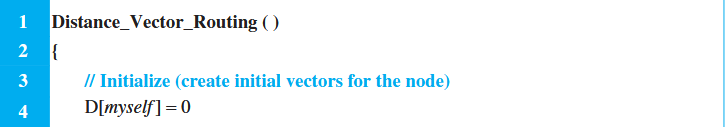 1 Distance_Vector_Routing ( )
2 {
3 // Initialize (create initial vectors for the node)
4 D[myself] = 0